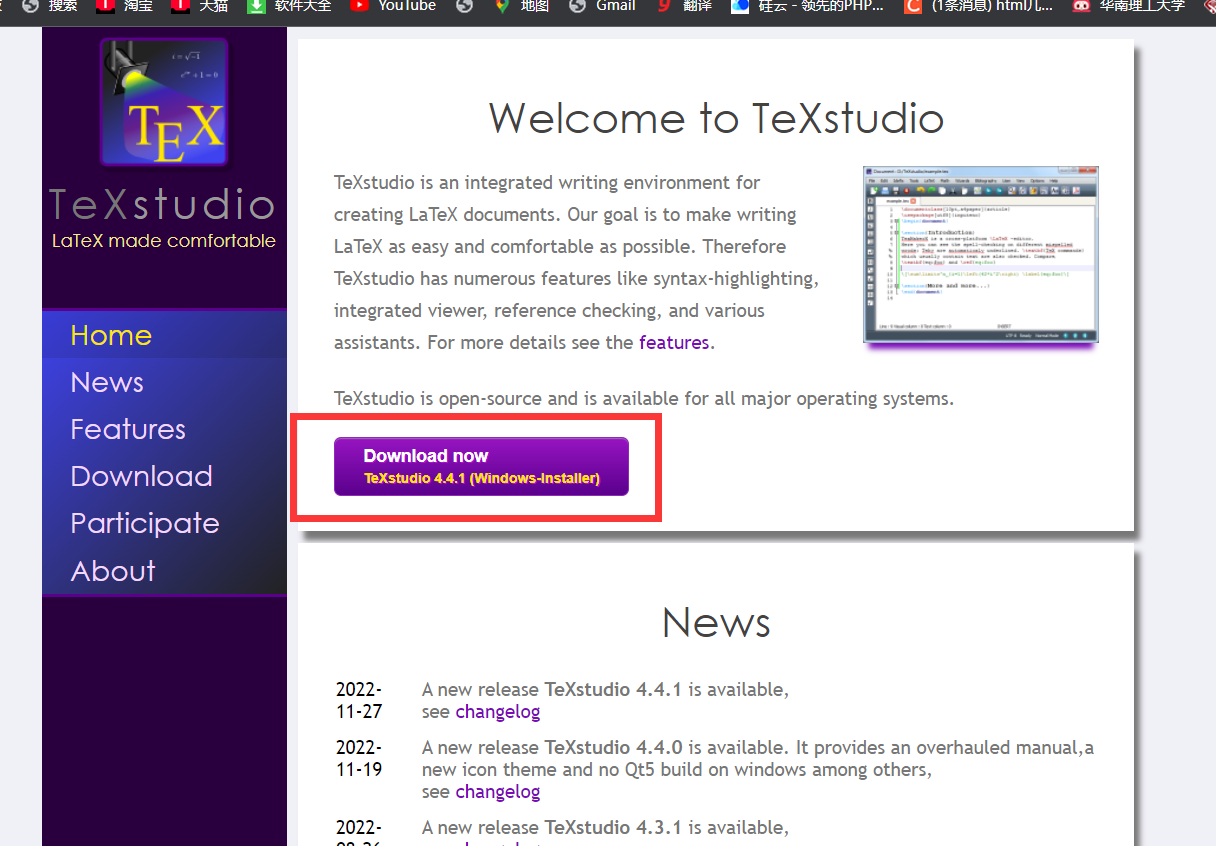 搜索 淘宝 天猫 软件大全 YouTube 地图 Gmail 翻译 硅云 - 领先的PHP... (1条消息) html几... 华南理工大学
TEX
TeXstudio
LaTeX made comfortable
Home
News
Features
Download
Participate
About
Welcome to TeXstudio
TeXstudio is an integrated writing environment for
creating LaTeX documents. Our goal is to make writing
LaTeX as easy and comfortable as possible. Therefore
TeXstudio has numerous features like syntax-highlighting,
integrated viewer, reference checking, and various
assistants. For more details see the features.
TeXstudio is open-source and is available for all major operating systems.
Download now
TeXstudio 4.4.1 (Windows-Installer)
News
2022-
11-27
A new release TeXstudio 4.4.1 is available,
see changelog
2022-
11-19
A new release TeXstudio 4.4.0 is available. It provides an overhauled manual,a
new icon theme and no Qt5 build on windows among others,
see changelog
2022-
A new release TeXstudio 4.3.1 is available,